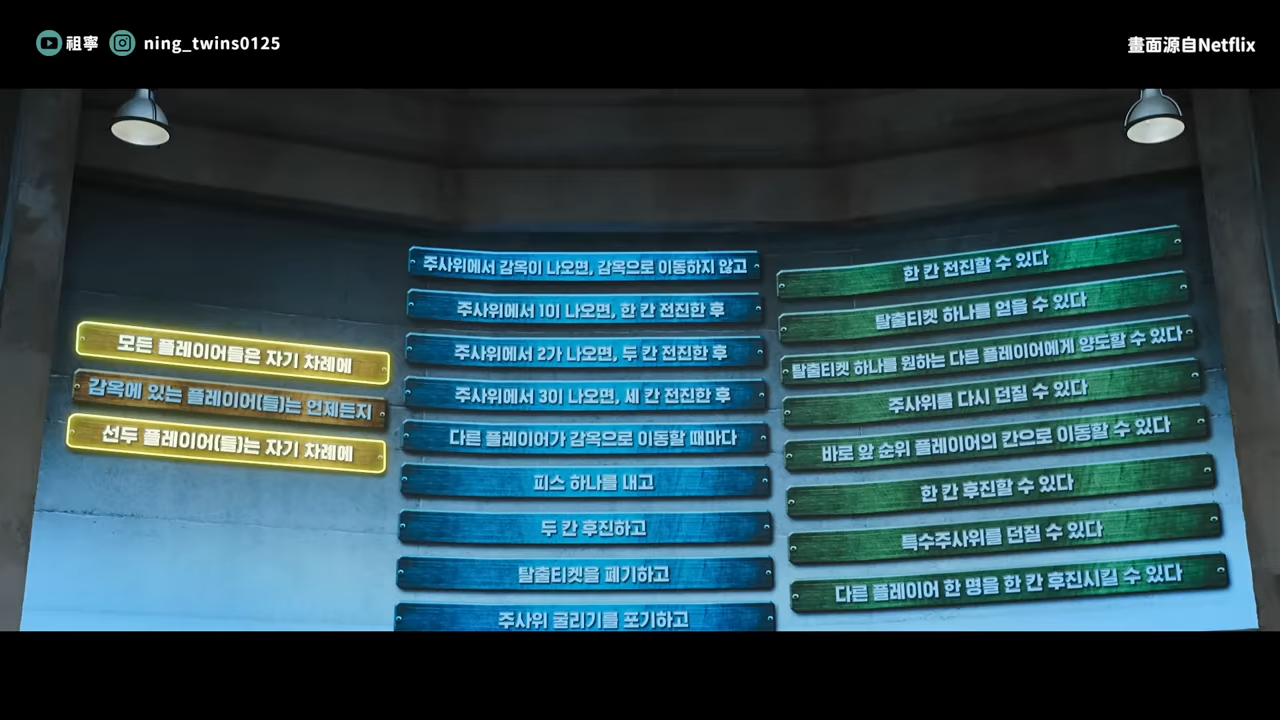 祖寧
ning_twins0125
畫面源自Netflix
모든 플레이어들은 자기 차례에
감옥에 있는 플레이어(들)는 언제든지
선두 플레이어(들)는 자기 차례에
주사위에서 감옥이 나오면, 감옥으로 이동하지 않고
주사위에서 1이 나오면, 한 칸 전진한 후
주사위에서 2가 나오면, 두 칸 전진한 후
주사위에서 3이 나오면, 세 칸 전진한 후
다른 플레이어가 감옥으로 이동할 때마다
피스 하나를 내고
두 칸 후진하고
탈출티켓을 폐기하고
주사위 굴리기를 포기하고
한 칸 전진할 수 있다
탈출티켓 하나를 얻을 수 있다
탈출티켓 하나를 원하는 다른 플레이어에게 양도할 수 있다
주사위를 다시 던질 수 있다
바로 앞 순위 플레이어의 칸으로 이동할 수 있다
한 칸 후진할 수 있다
특수주사위를 던질 수 있다
다른 플레이어 한 명을 한 칸 후진시킬 수 있다